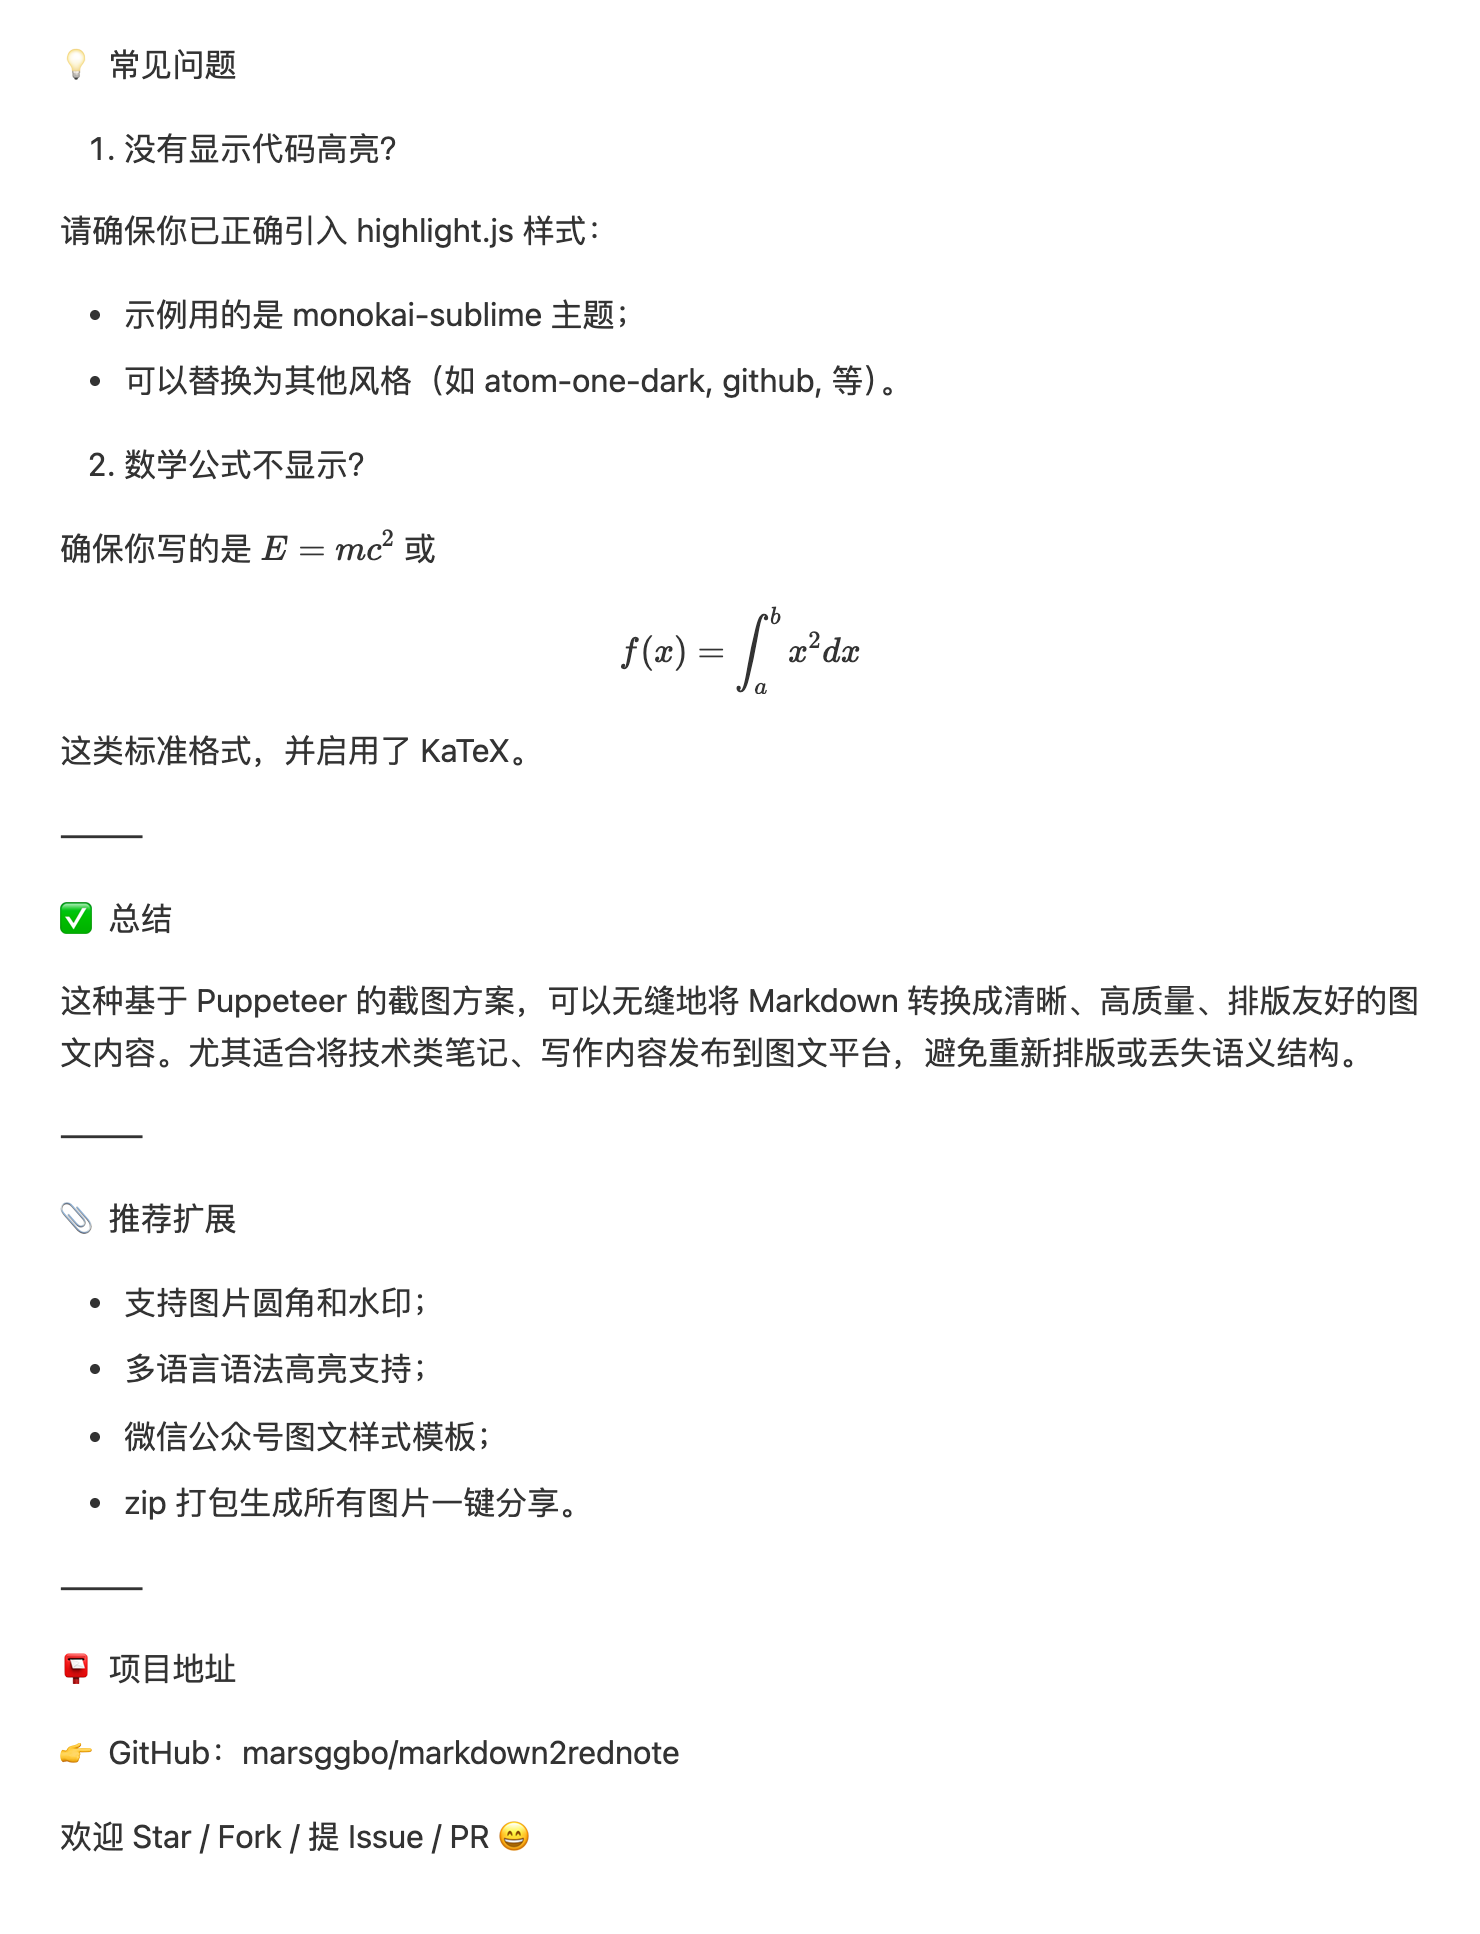 💡 常见问题
1. 没有显示代码高亮?
请确保你已正确引入 highlight.js 样式：
• 示例用的是 monokai-sublime 主题；
• 可以替换为其他风格（如 atom-one-dark, github, 等）。
2. 数学公式不显示?
确保你写的是 E = mc² 或
f(x) = ∫_a^b x² dx
这类标准格式，并启用了 KaTeX。
⸻
✅ 总结
这种基于 Puppeteer 的截图方案，可以无缝地将 Markdown 转换成清晰、高质量、排版友好的图
文内容。尤其适合将技术类笔记、写作内容发布到图文平台，避免重新排版或丢失语义结构。
⸻
📎 推荐扩展
• 支持图片圆角和水印；
• 多语言语法高亮支持；
• 微信公众号图文样式模板；
• zip 打包生成所有图片一键分享。
⸻
📮 项目地址
👉 GitHub：marsggbo/markdown2rednote
欢迎 Star / Fork / 提 Issue / PR 😄